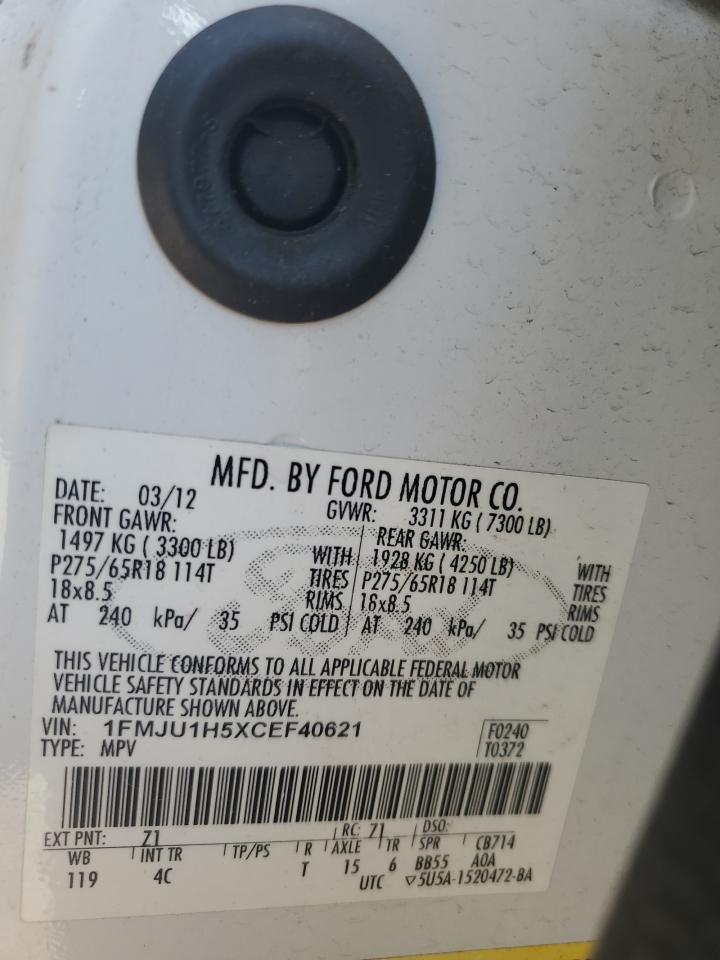 MFD. BY FORD MOTOR CO.
DATE: 03/12 GVWR: 3311 KG ( 7300 LB)
FRONT GAWR: REAR GAWR:
1497 KG ( 3300 LB) WITH 1928 KG ( 4250 LB) WITH
P275/65R18 114T TIRES P275/65R18 114T TIRES
18x8.5 RIMS 18x8.5 RIMS
AT 240 kPa/ 35 PSI COLD AT 240 kPa/ 35 PSI COLD
Ford
THIS VEHICLE CONFORMS TO ALL APPLICABLE FEDERAL MOTOR
VEHICLE SAFETY STANDARDS IN EFFECT ON THE DATE OF
MANUFACTURE SHOWN ABOVE.
VIN: 1FMJU1H5XCEF40621 F0240
TYPE: MPV T0372
EXT PNT: Z1 RC: 71 DSO:
WB INT TR TP/PS R AXLE TR SPR CB714
119 4C T 15 6 BB55 A0A
UTC 5U5A-1520472-BA